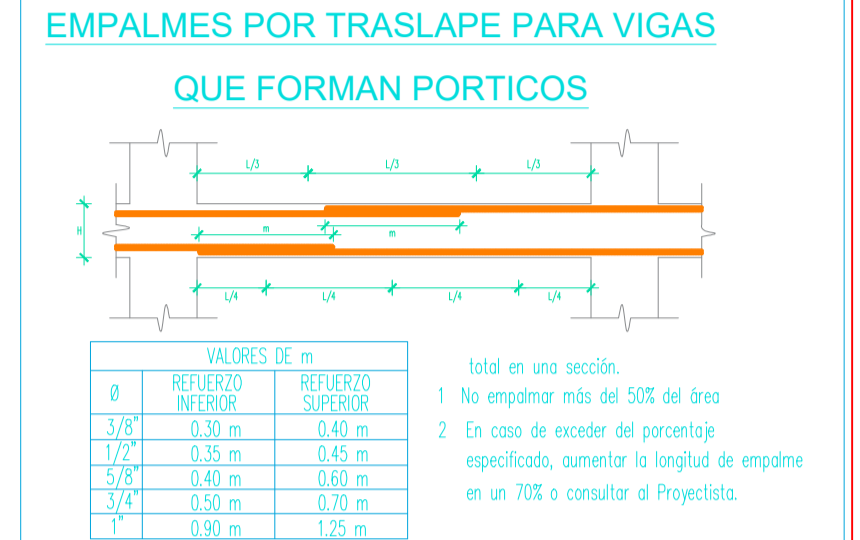 EMPALMES POR TRASLAPE PARA VIGAS
QUE FORMAN PORTICOS
L/3 L/3 L/3
H
m
m
L/4 L/4 L/4 L/4
VALORES DE m
Ø REFUERZO INFERIOR REFUERZO SUPERIOR
3/8" 0.30 m 0.40 m
1/2" 0.35 m 0.45 m
5/8" 0.40 m 0.60 m
3/4" 0.50 m 0.70 m
1" 0.90 m 1.25 m
total en una sección.
1 No empalmar más del 50% del área
2 En caso de exceder del porcentaje
especificado, aumentar la longitud de empalme
en un 70% o consultar al Proyectista.